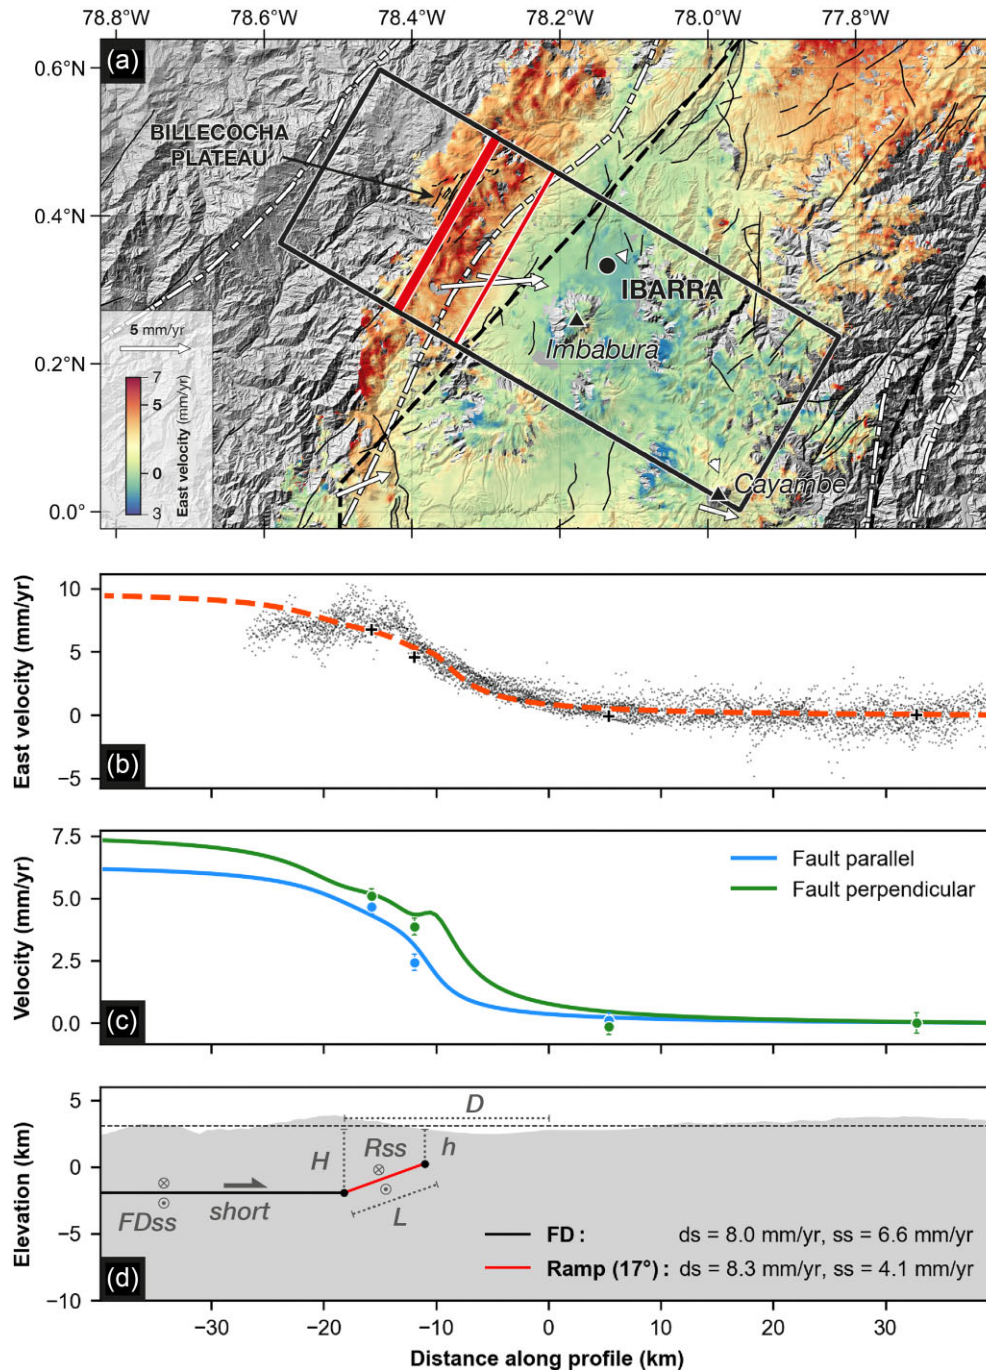 78.8°W 78.6°W 78.4°W 78.2°W 78.0°W 77.8°W
(a)
0.6°N
BILLECOCHA
PLATEAU
0.4°N
IBARRA
5 mm/yr
Imbabura
0.2°N
7
5
0
3
East velocity (mm/yr)
Cayambe
0.0°
East velocity (mm/yr)
10
5
0
−5
(b)
Velocity (mm/yr)
7.5
5.0
2.5
0.0
Fault parallel
Fault perpendicular
(c)
Elevation (km)
5
0
−5
−10
D
H
Rss
h
FDss
short
L
FD : ds = 8.0 mm/yr, ss = 6.6 mm/yr
Ramp (17°) : ds = 8.3 mm/yr, ss = 4.1 mm/yr
(d)
−30 −20 −10 0 10 20 30
Distance along profile (km)